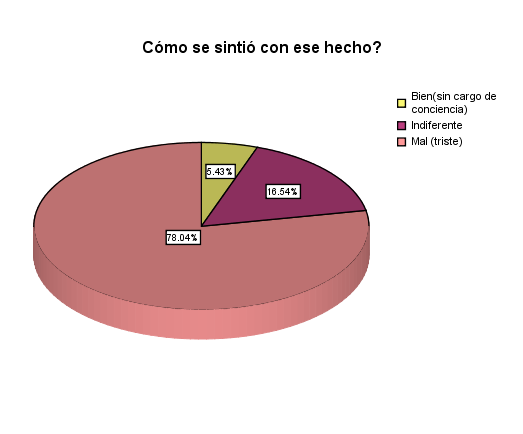 Cómo se sintió con ese hecho?
Bien(sin cargo de
conciencia)
Indiferente
Mal (triste)
5.43%
16.54%
78.04%